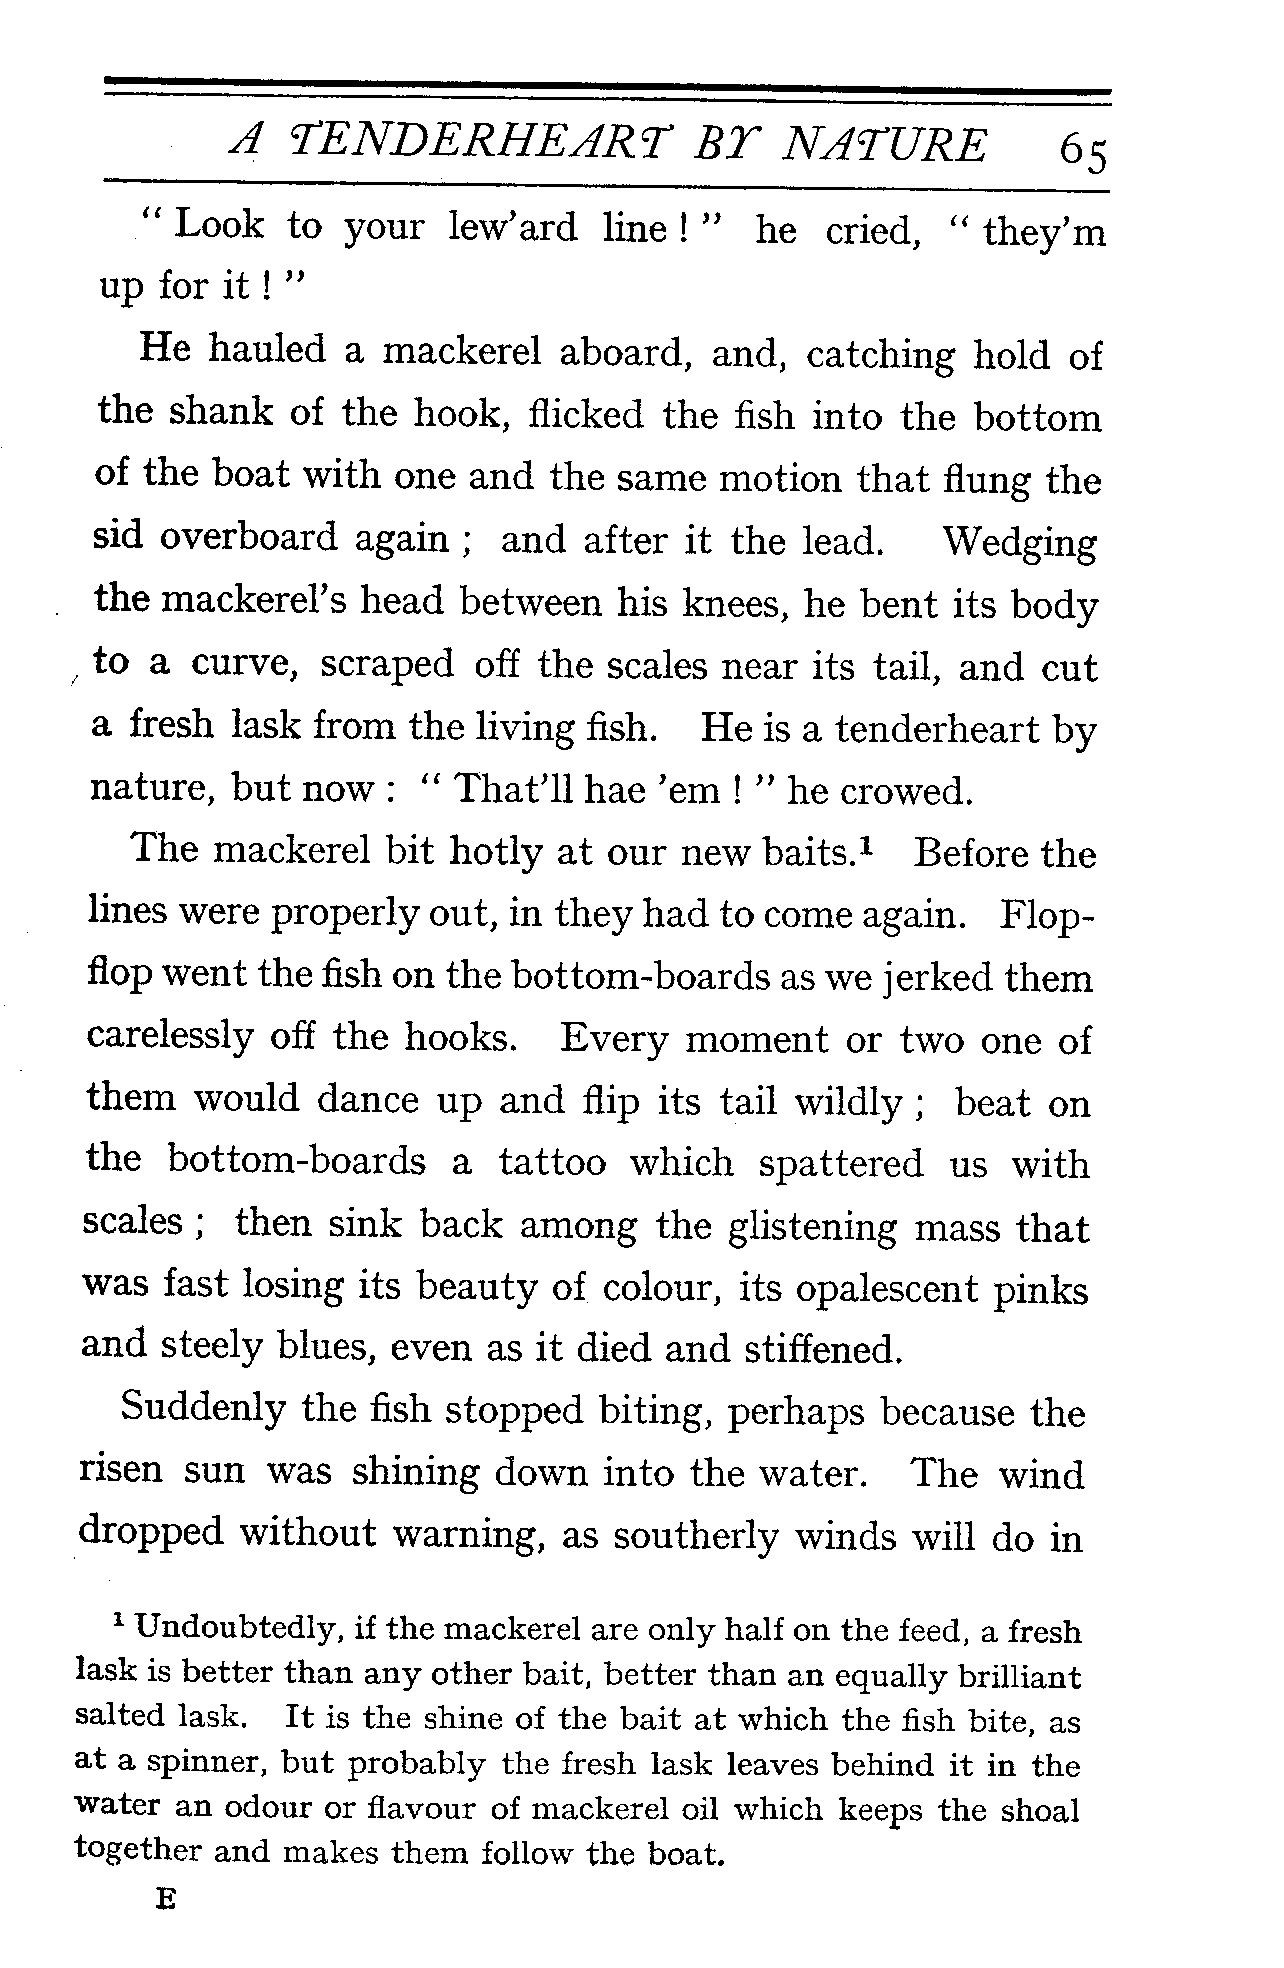 A TENDERHEART BY NATURE 65
" Look to your lew'ard line ! " he cried, " they'm
up for it ! "
He hauled a mackerel aboard, and, catching hold of
the shank of the hook, flicked the fish into the bottom
of the boat with one and the same motion that flung the
sid overboard again ; and after it the lead. Wedging
the mackerel's head between his knees, he bent its body
to a curve, scraped off the scales near its tail, and cut
a fresh lask from the living fish. He is a tenderheart by
nature, but now : " That'll hae 'em ! " he crowed.
The mackerel bit hotly at our new baits.¹ Before the
lines were properly out, in they had to come again. Flop-
flop went the fish on the bottom-boards as we jerked them
carelessly off the hooks. Every moment or two one of
them would dance up and flip its tail wildly ; beat on
the bottom-boards a tattoo which spattered us with
scales ; then sink back among the glistening mass that
was fast losing its beauty of colour, its opalescent pinks
and steely blues, even as it died and stiffened.
Suddenly the fish stopped biting, perhaps because the
risen sun was shining down into the water. The wind
dropped without warning, as southerly winds will do in
¹ Undoubtedly, if the mackerel are only half on the feed, a fresh
lask is better than any other bait, better than an equally brilliant
salted lask. It is the shine of the bait at which the fish bite, as
at a spinner, but probably the fresh lask leaves behind it in the
water an odour or flavour of mackerel oil which keeps the shoal
together and makes them follow the boat.
E